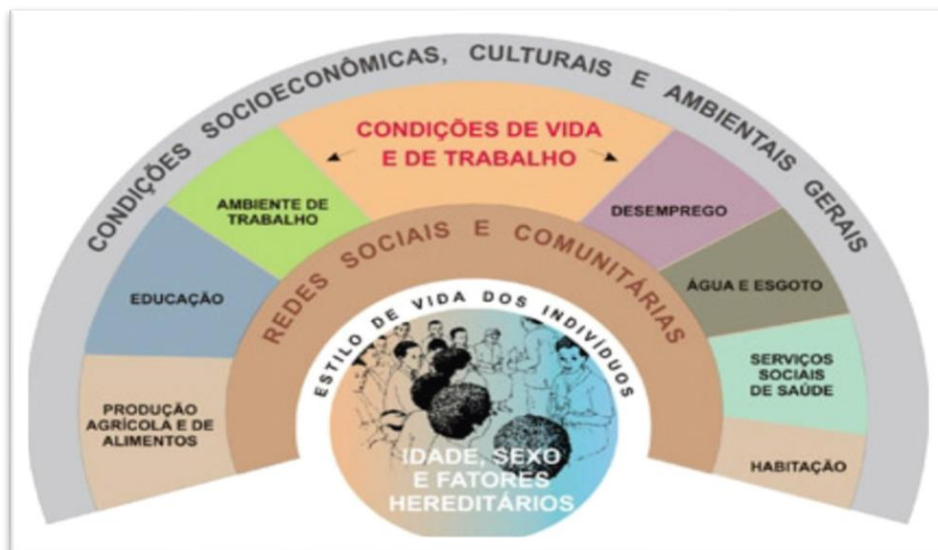 CONDIÇÕES SOCIOECONÔMICAS, CULTURAIS E AMBIENTAIS GERAIS
CONDIÇÕES DE VIDA
E DE TRABALHO
AMBIENTE DE
TRABALHO
DESEMPREGO
REDES SOCIAIS E COMUNITÁRIAS
EDUCAÇÃO
ÁGUA E ESGOTO
ESTILO DE VIDA DOS INDIVÍDUOS
PRODUÇÃO
AGRÍCOLA E DE
ALIMENTOS
SERVIÇOS
SOCIAIS
DE SAÚDE
HABITAÇÃO
IDADE, SEXO
E FATORES
HEREDITÁRIOS